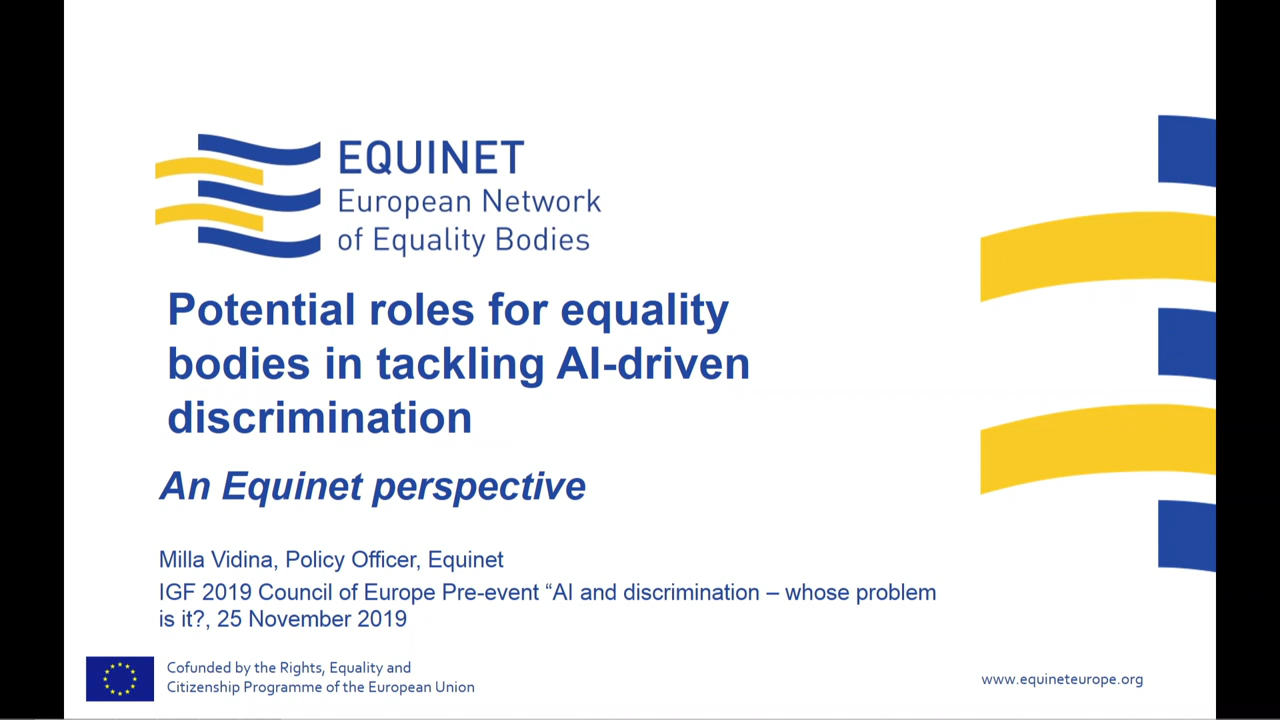 EQUINET
European Network
of Equality Bodies
Potential roles for equality
bodies in tackling AI-driven
discrimination
An Equinet perspective
Milla Vidina, Policy Officer, Equinet
IGF 2019 Council of Europe Pre-event “AI and discrimination – whose problem
is it?, 25 November 2019
Cofunded by the Rights, Equality and
Citizenship Programme of the European Union
www.equineteurope.org